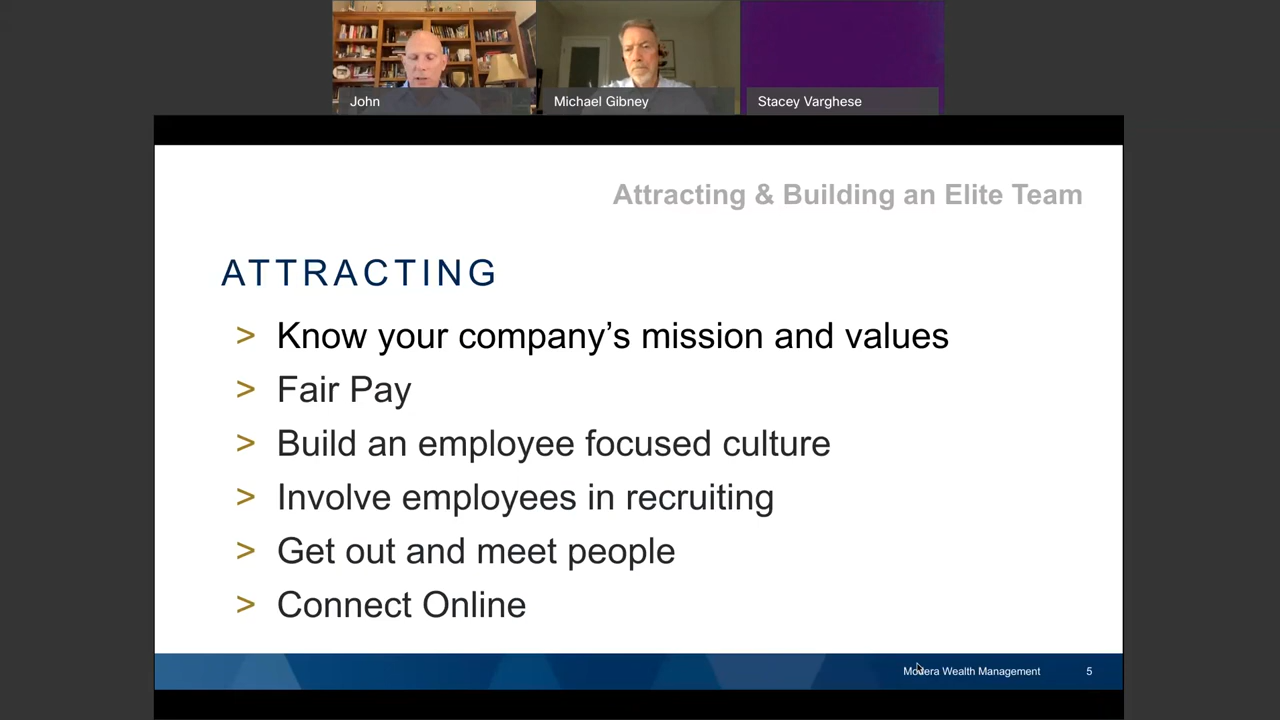 John
Michael Gibney
Stacey Varghese
Attracting & Building an Elite Team
ATTRACTING
> Know your company’s mission and values
> Fair Pay
> Build an employee focused culture
> Involve employees in recruiting
> Get out and meet people
> Connect Online
Modera Wealth Management
5